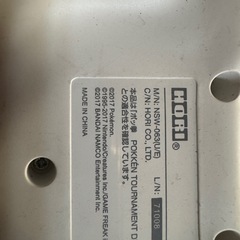 HORI
M/N: NSW-063(U/E)
C/N: HORI CO., LTD.
L/N:
71008
本品は「ポッ拳 POKKÉN TOURNAMENT D
との適合性を確認しています。
©2017 Pokémon.
©1995-2017 Nintendo/Creatures Inc./GAME FREAK
©2017 BANDAI NAMCO Entertainment Inc.
MADE IN CHINA